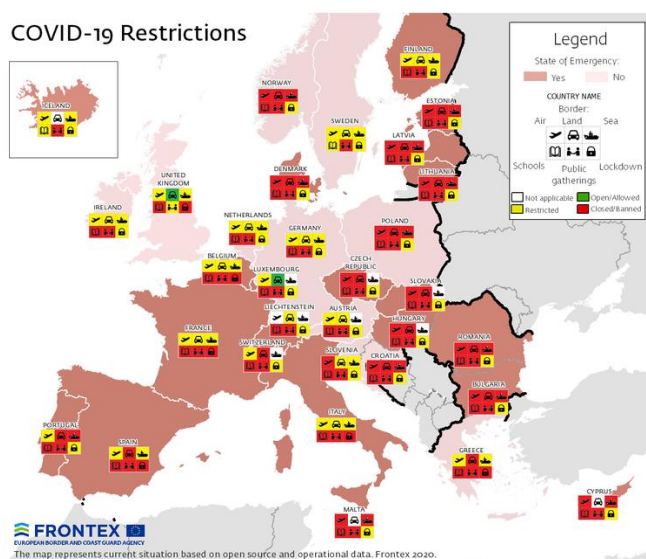 COVID-19 Restrictions
Legend
State of Emergency:
Yes
No
COUNTRY NAME
Border:
Air
Land
Sea
Schools
Public
gatherings
Lockdown
Not applicable
Open/Allowed
Restricted
Closed/Banned
ICELAND
FINLAND
NORWAY
SWEDEN
ESTONIA
LATVIA
LITHUANIA
DENMARK
UNITED
KINGDOM
IRELAND
NETHERLANDS
GERMANY
POLAND
BELGIUM
LUXEMBOURG
CZECH
REPUBLIC
SLOVAKIA
LIECHTENSTEIN
AUSTRIA
HUNGARY
FRANCE
SWITZERLAND
SLOVENIA
CROATIA
ROMANIA
BULGARIA
PORTUGAL
SPAIN
ITALY
GREECE
MALTA
CYPRUS
FRONTEX
EUROPEAN BORDER AND COAST GUARD AGENCY
The map represents current situation based on open source and operational data. Frontex 2020.